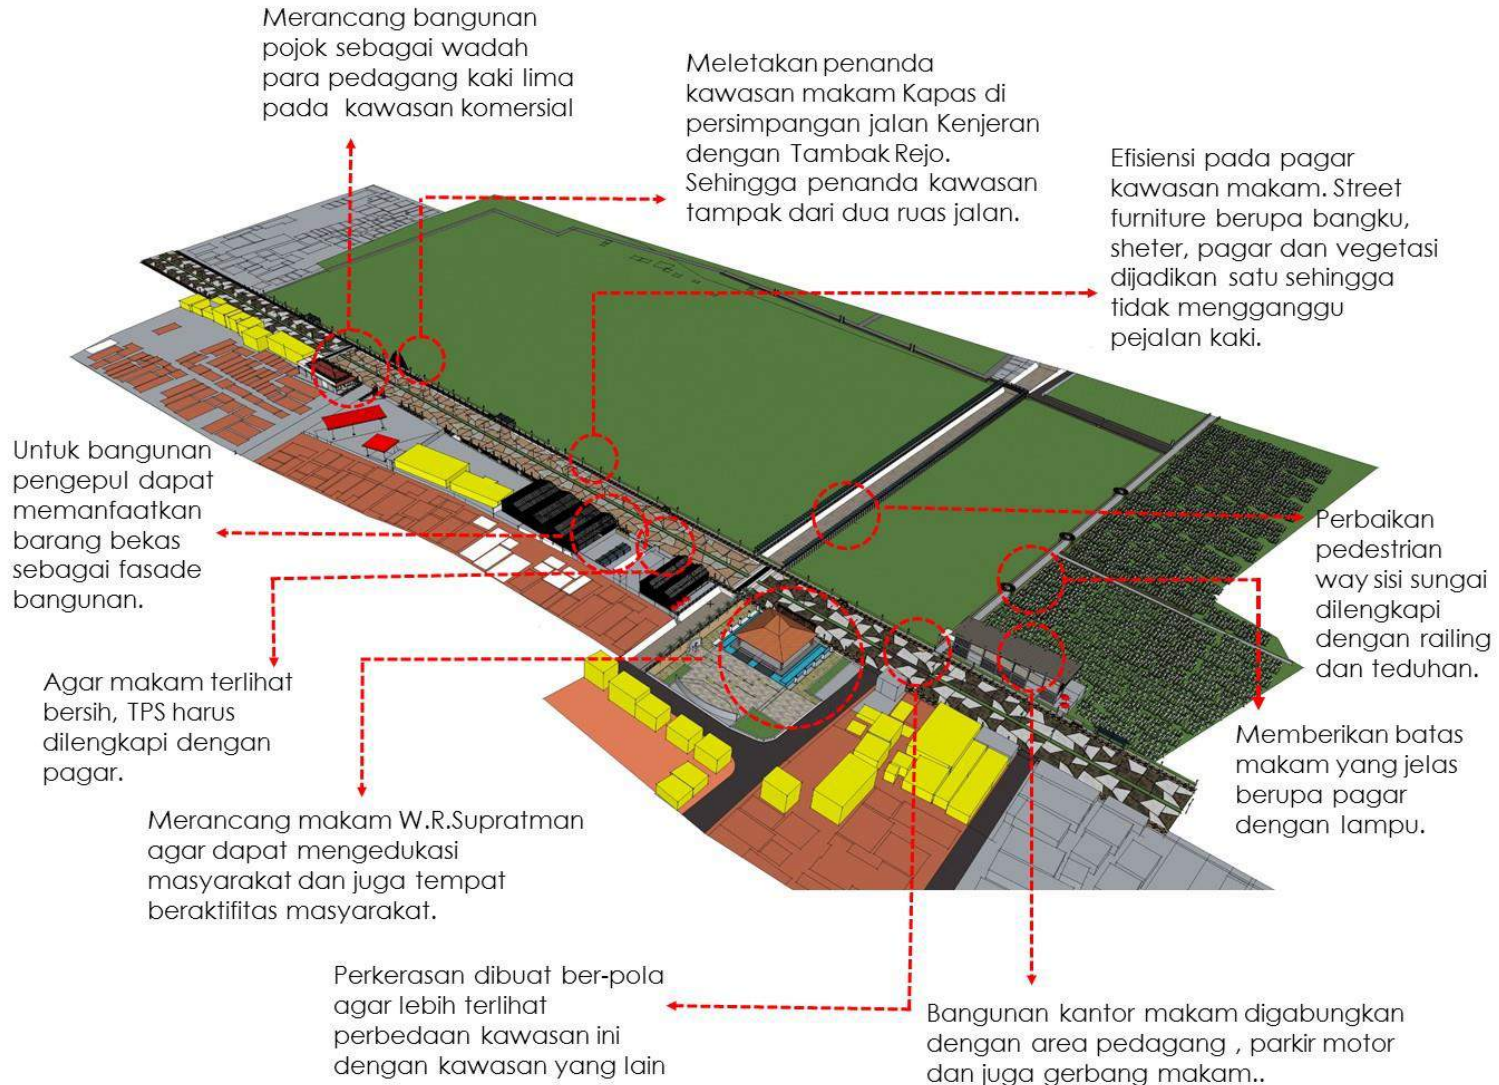 Merancang bangunan
pojok sebagai wadah
para pedagang kaki lima
pada kawasan komersial
Meletakan penanda
kawasan makam Kapas di
persimpangan jalan Kenjeran
dengan Tambak Rejo.
Sehingga penanda kawasan
tampak dari dua ruas jalan.
Efisiensi pada pagar
kawasan makam. Street
furniture berupa bangku,
sheter, pagar dan vegetasi
dijadikan satu sehingga
tidak mengganggu
pejalan kaki.
Untuk bangunan
pengepul dapat
memanfaatkan
barang bekas
sebagai fasade
bangunan.
Perbaikan
pedestrian
way sisi sungai
dilengkapi
dengan railing
dan teduhan.
Agar makam terlihat
bersih, TPS harus
dilengkapi dengan
pagar.
Memberikan batas
makam yang jelas
berupa pagar
dengan lampu.
Merancang makam W.R.Supratman
agar dapat mengedukasi
masyarakat dan juga tempat
beraktifitas masyarakat.
Perkerasan dibuat ber-pola
agar lebih terlihat
perbedaan kawasan ini
dengan kawasan yang lain
Bangunan kantor makam digabungkan
dengan area pedagang , parkir motor
dan juga gerbang makam..